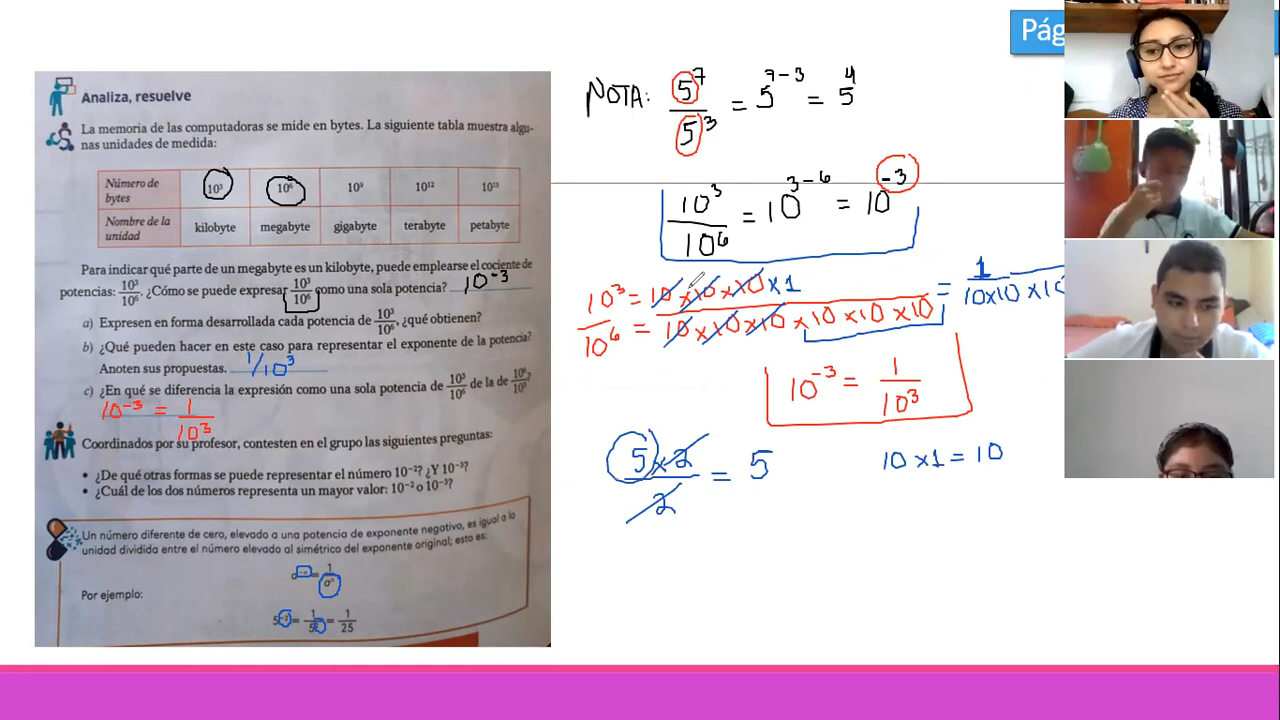 Pág
Analiza, resuelve
La memoria de las computadoras se mide en bytes. La siguiente tabla muestra algu-
nas unidades de medida:
Número de bytes 10³ 10⁶ 10⁹ 10¹² 10¹⁵
Nombre de la unidad kilobyte megabyte gigabyte terabyte petabyte
Para indicar qué parte de un megabyte es un kilobyte, puede emplearse el cociente de
potencias: 10³/10⁶. ¿Cómo se puede expresar 10³/10⁶ como una sola potencia? 10⁻³
a) Expresen en forma desarrollada cada potencia de 10³/10⁶, ¿qué obtienen?
b) ¿Qué pueden hacer en este caso para representar el exponente de la potencia?
Anoten sus propuestas. 1/10³
c) ¿En qué se diferencia la expresión como una sola potencia de 10³/10⁶ de la de 10⁶/10³?
10⁻³ = 1/10³
Coordinados por su profesor, contesten en el grupo las siguientes preguntas:
• ¿De qué otras formas se puede representar el número 10⁻²? ¿Y 10⁻³?
• ¿Cuál de los dos números representa un mayor valor: 10⁻² o 10⁻³?
Un número diferente de cero, elevado a una potencia de exponente negativo, es igual a la
unidad dividida entre el número elevado al simétrico del exponente original; esto es:
Por ejemplo:
= 1/25
NOTA: 5⁷/5³ = 5⁷⁻³ = 5⁴
10³/10⁶ = 10³⁻⁶ = 10⁻³
10³ = 10 x 10 x 10 x 1
10⁶ = 10 x 10 x 10 x 10 x 10 x 10
= 1/10x10x10
10⁻³ = 1/10³
5 x 2/2 = 5
10 x 1 = 10